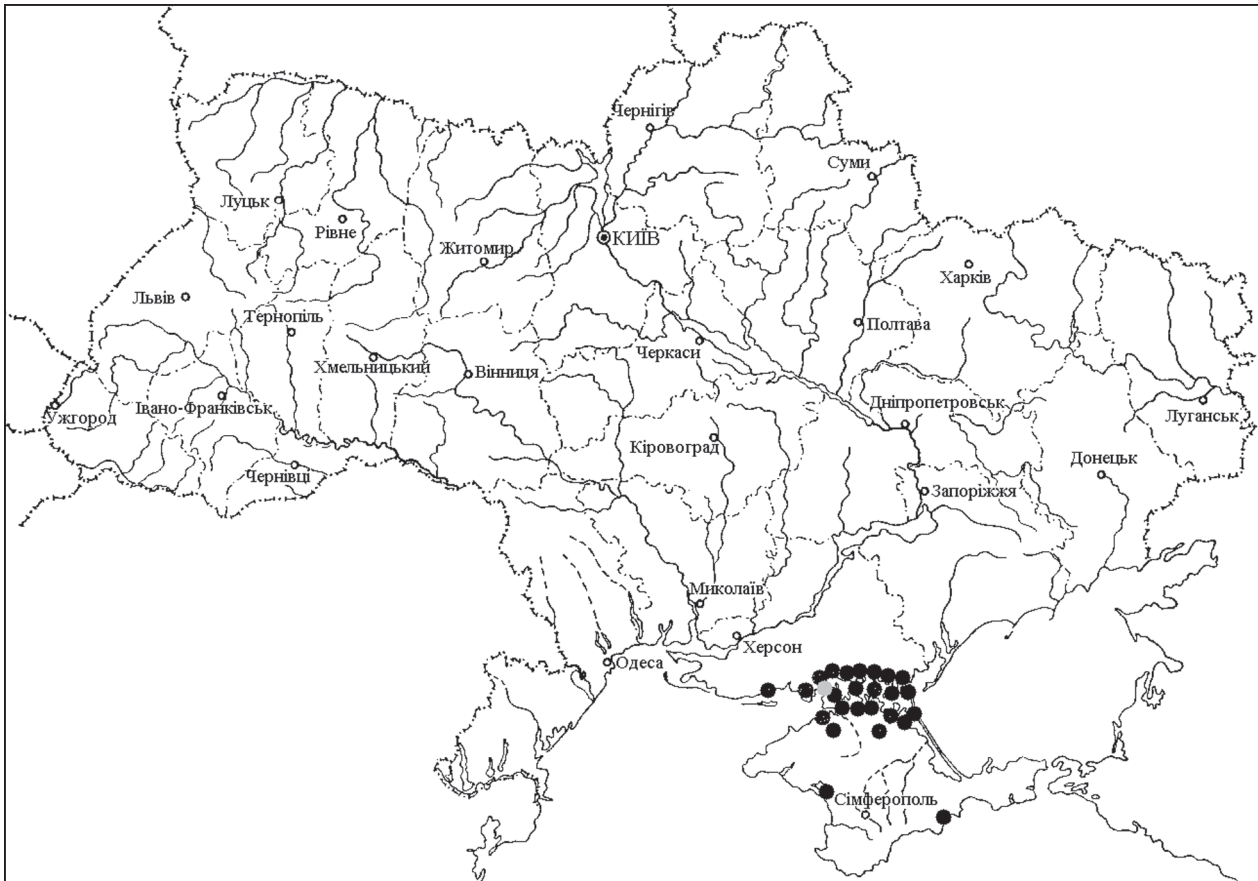 Чернігів
Суми
Луцьк
Рівне
КИЇВ
Житомир
Харків
Львів
Тернопіль
Полтава
Черкаси
Хмельницький
Вінниця
Івано-Франківськ
Ужгород
Дніпропетровськ
Луганськ
Кіровоград
Донецьк
Чернівці
Запоріжжя
Миколаїв
Херсон
Одеса
Сімферополь